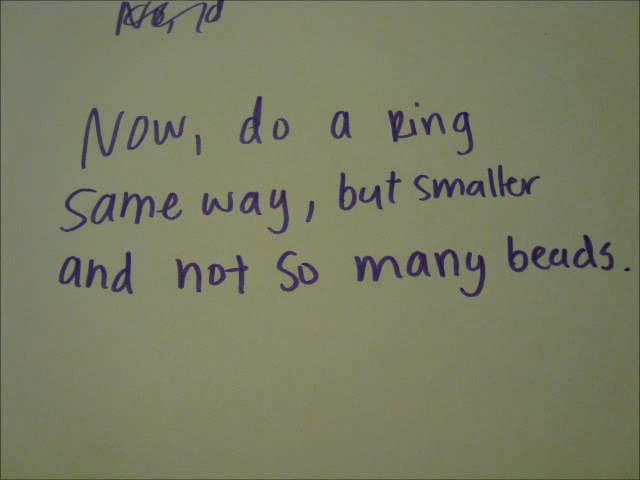 Now, do a Ring
same way, but smaller
and not so many beads.